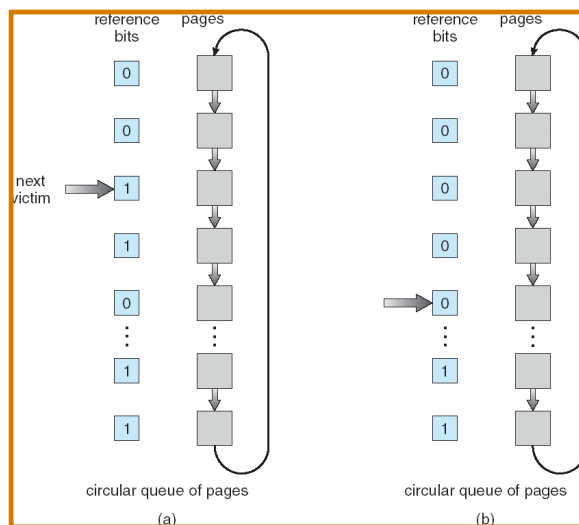 reference pages
bits
0
0
next
victim
1
1
0
1
1
circular queue of pages
(a)
reference pages
bits
0
0
0
0
0
1
1
circular queue of pages
(b)